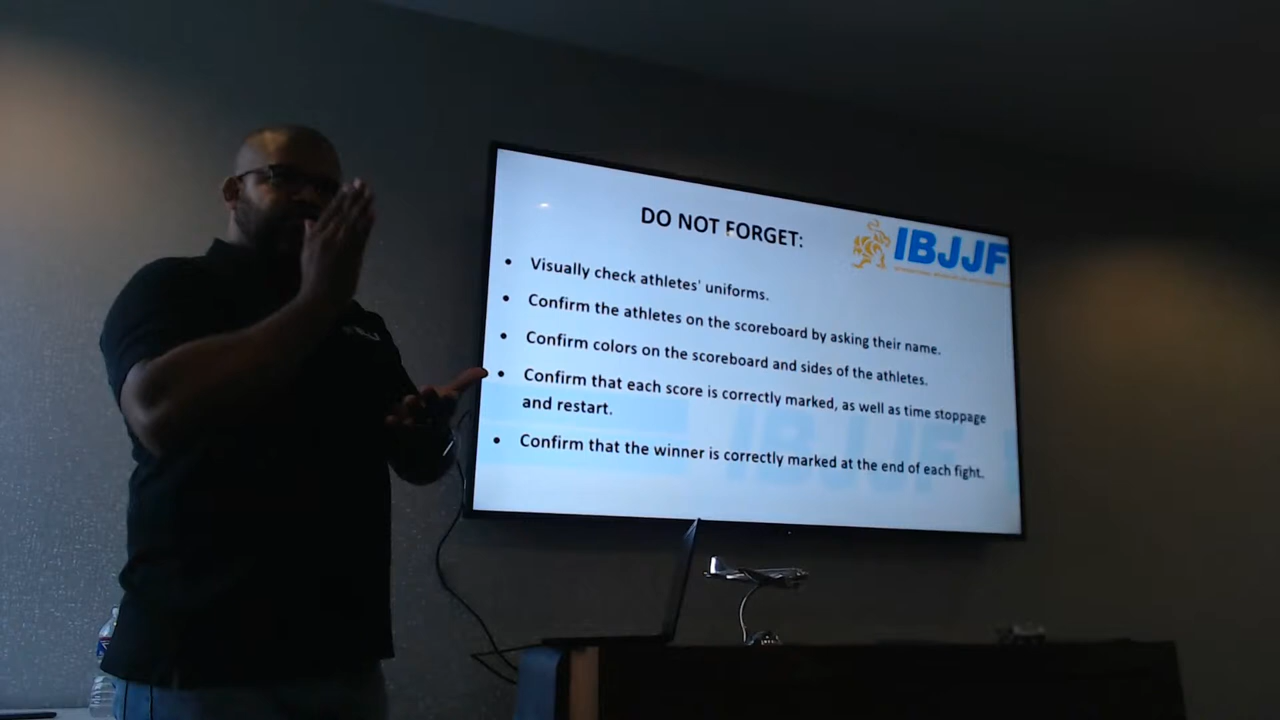 DO NOT FORGET:
IBJJF
• Visually check athletes' uniforms.
• Confirm the athletes on the scoreboard by asking their name.
• Confirm colors on the scoreboard and sides of the athletes.
• Confirm that each score is correctly marked, as well as time stoppage
and restart.
• Confirm that the winner is correctly marked at the end of each fight.
IBJJF